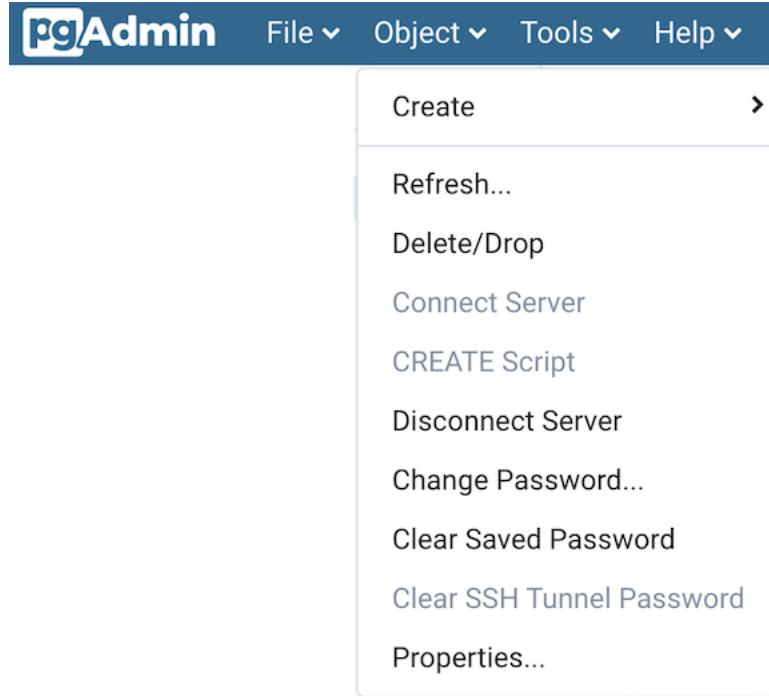 pgAdmin File Object Tools Help
Create
Refresh...
Delete/Drop
Connect Server
CREATE Script
Disconnect Server
Change Password...
Clear Saved Password
Clear SSH Tunnel Password
Properties...